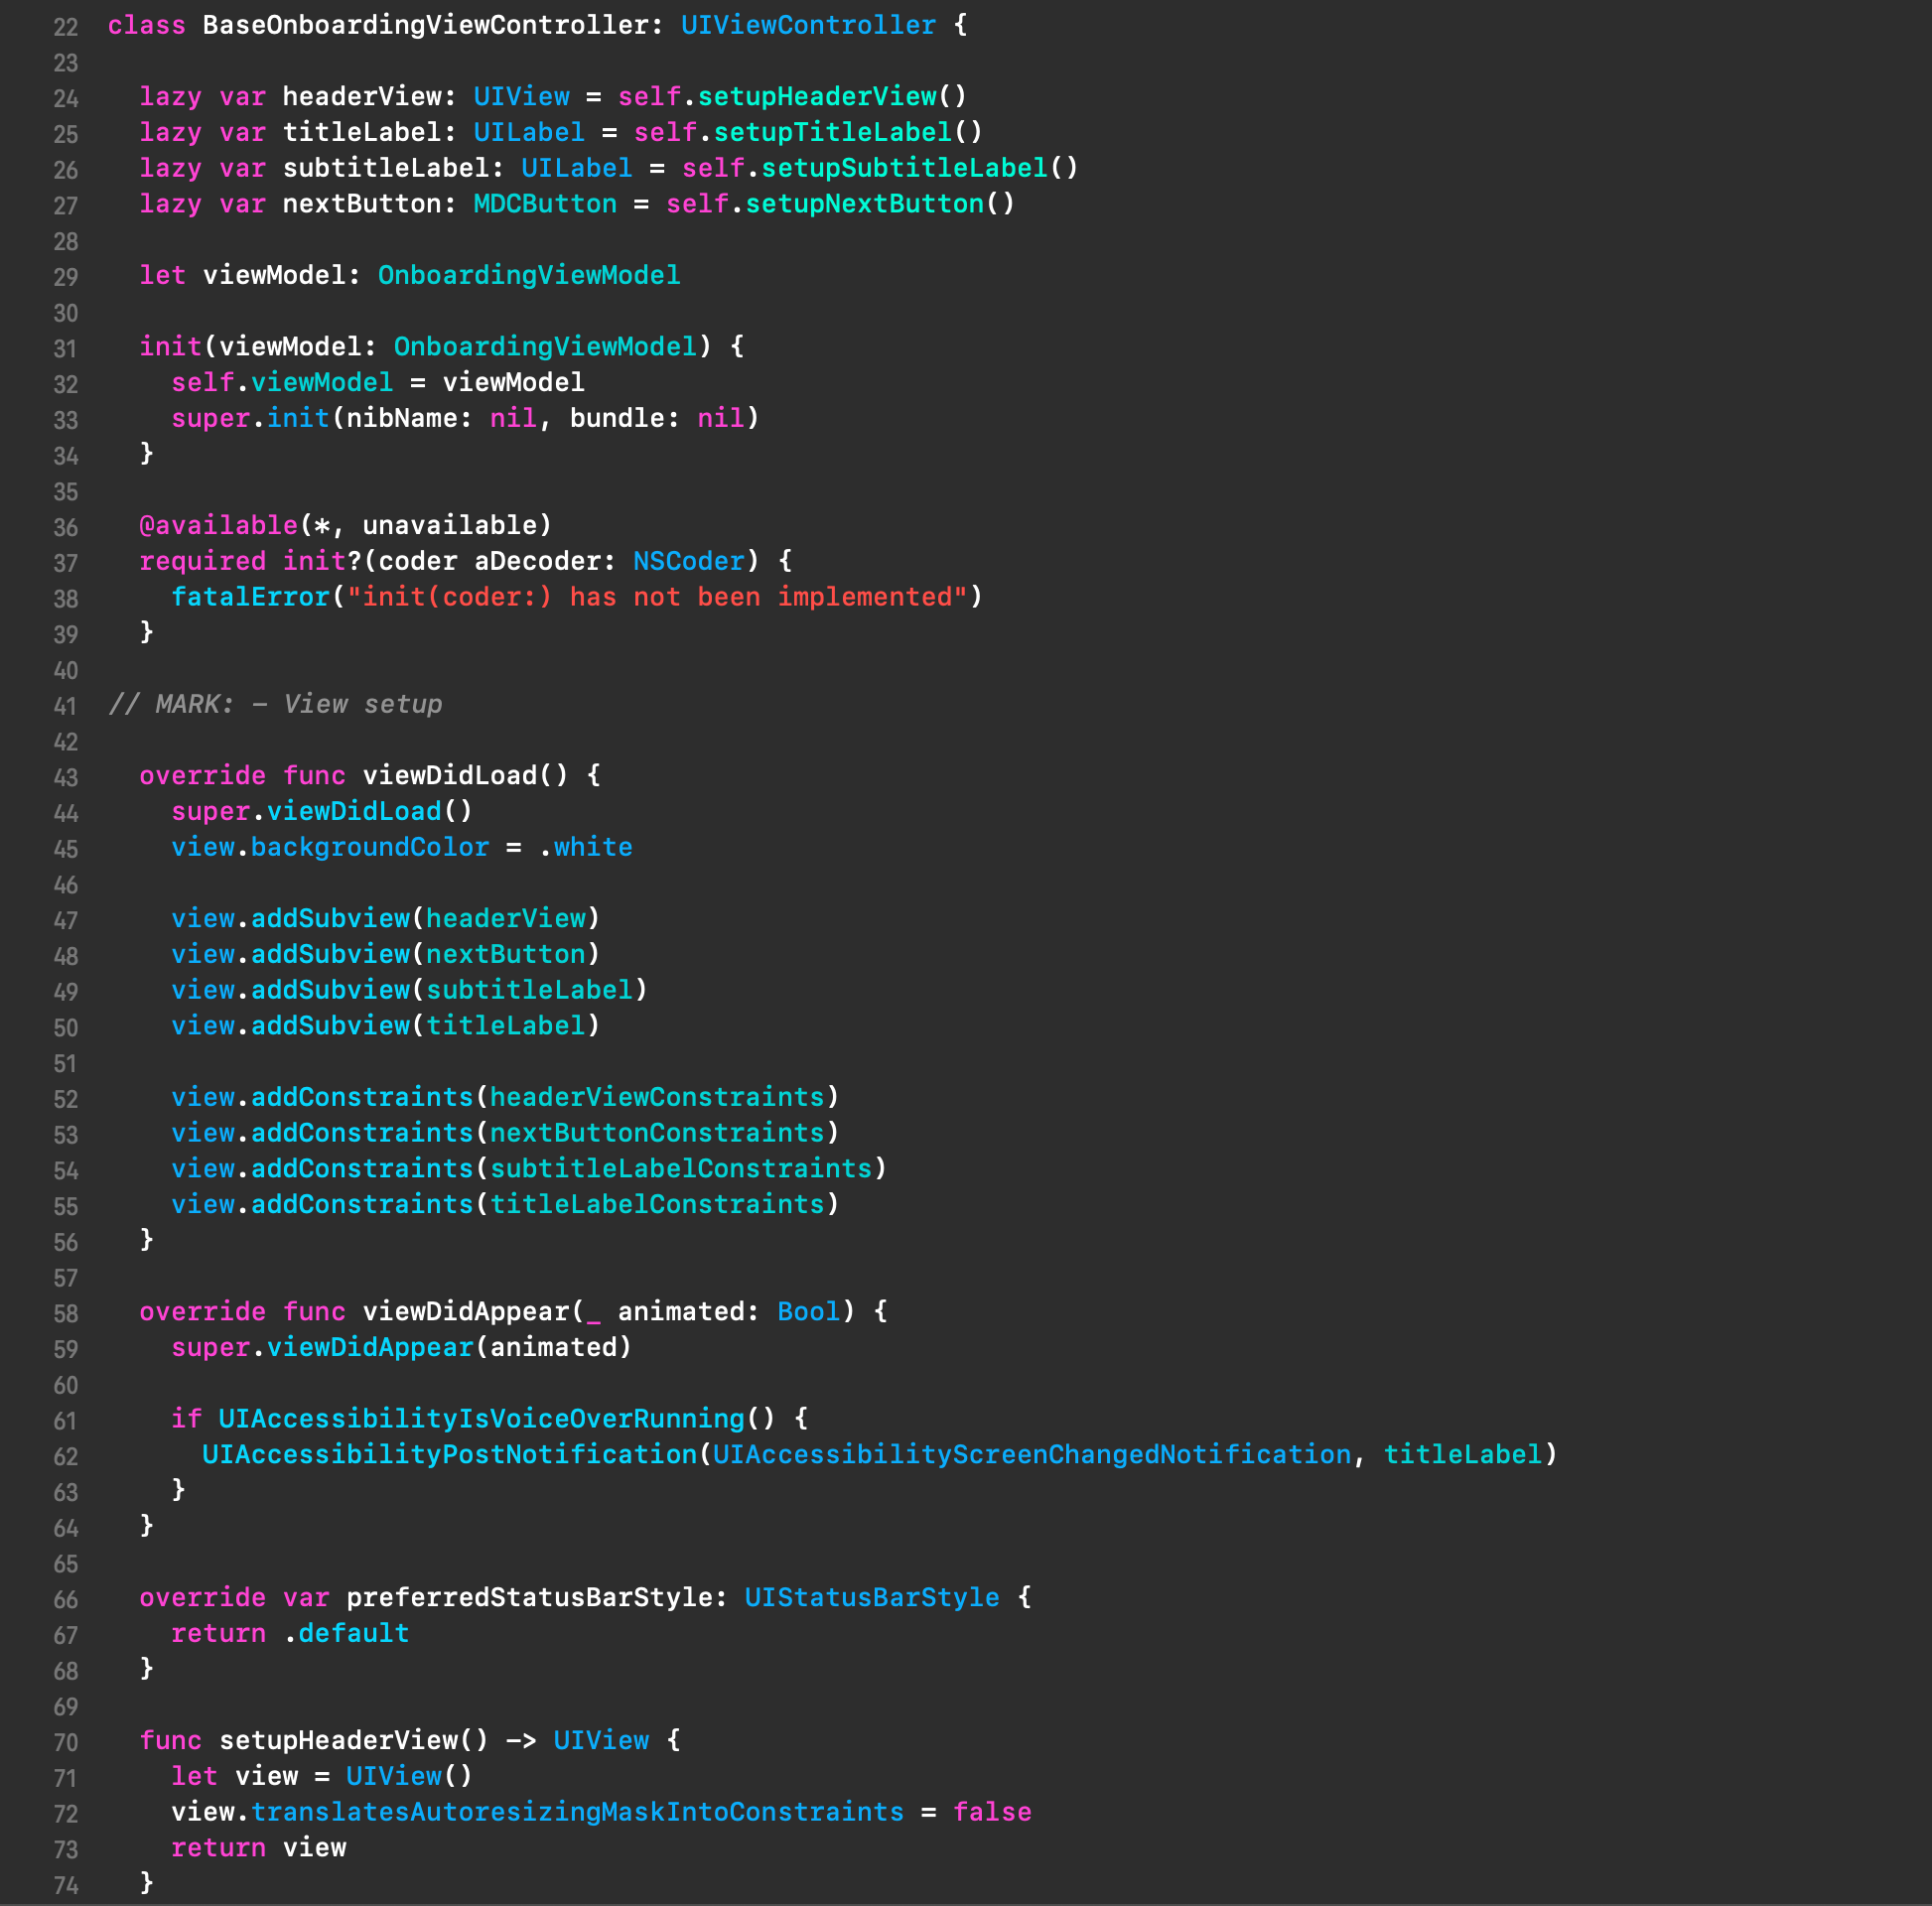 22 class BaseOnboardingViewController: UIViewController {
23
24   lazy var headerView: UIView = self.setupHeaderView()
25   lazy var titleLabel: UILabel = self.setupTitleLabel()
26   lazy var subtitleLabel: UILabel = self.setupSubtitleLabel()
27   lazy var nextButton: MDCButton = self.setupNextButton()
28
29   let viewModel: OnboardingViewModel
30
31   init(viewModel: OnboardingViewModel) {
32     self.viewModel = viewModel
33     super.init(nibName: nil, bundle: nil)
34   }
35
36   @available(*, unavailable)
37   required init?(coder aDecoder: NSCoder) {
38     fatalError("init(coder:) has not been implemented")
39   }
40
41 // MARK: - View setup
42
43   override func viewDidLoad() {
44     super.viewDidLoad()
45     view.backgroundColor = .white
46
47     view.addSubview(headerView)
48     view.addSubview(nextButton)
49     view.addSubview(subtitleLabel)
50     view.addSubview(titleLabel)
51
52     view.addConstraints(headerViewConstraints)
53     view.addConstraints(nextButtonConstraints)
54     view.addConstraints(subtitleLabelConstraints)
55     view.addConstraints(titleLabelConstraints)
56   }
57
58   override func viewDidAppear(_ animated: Bool) {
59     super.viewDidAppear(animated)
60
61     if UIAccessibilityIsVoiceOverRunning() {
62       UIAccessibilityPostNotification(UIAccessibilityScreenChangedNotification, titleLabel)
63     }
64   }
65
66   override var preferredStatusBarStyle: UIStatusBarStyle {
67     return .default
68   }
69
70   func setupHeaderView() -> UIView {
71     let view = UIView()
72     view.translatesAutoresizingMaskIntoConstraints = false
73     return view
74   }